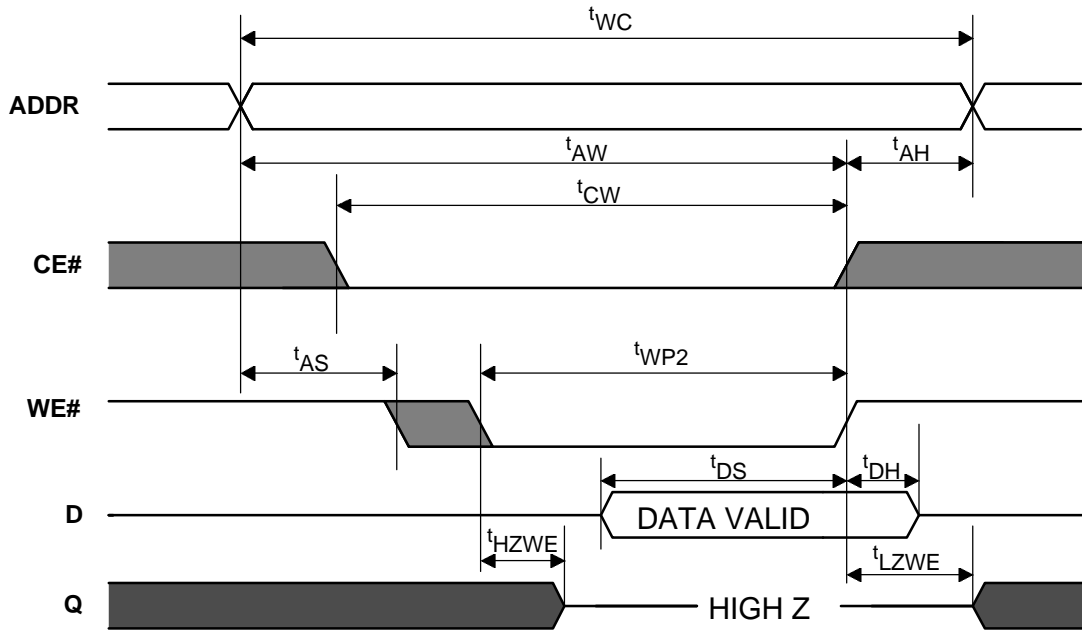 tWC
ADDR
tAW
tAH
tCW
CE#
tAS
tWP2
WE#
tDS
tDH
D
DATA VALID
tHZWE
tLZWE
Q
HIGH Z